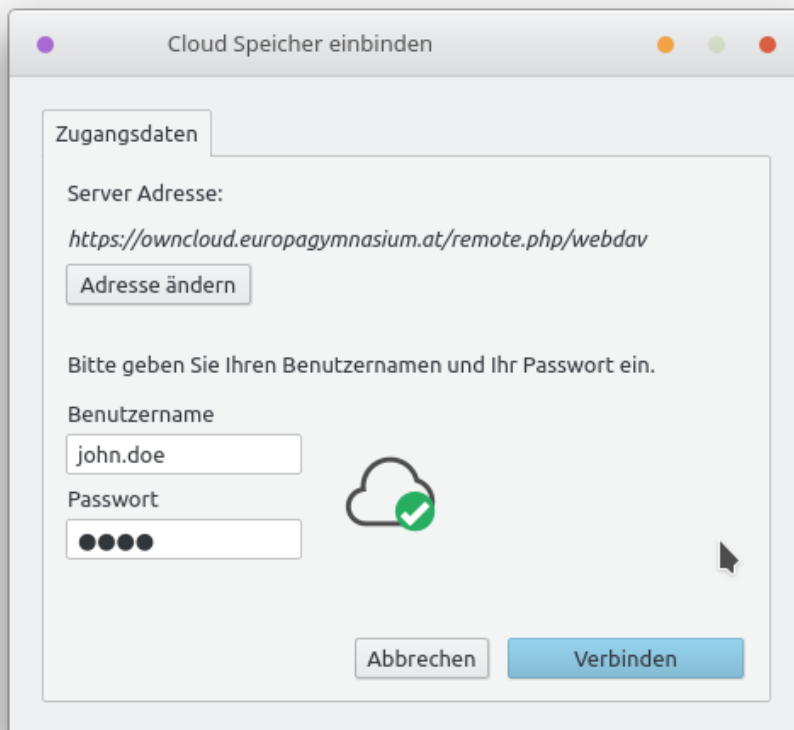 Cloud Speicher einbinden
Zugangsdaten
Server Adresse:
https://owncloud.europagymnasium.at/remote.php/webdav
Adresse ändern
Bitte geben Sie Ihren Benutzernamen und Ihr Passwort ein.
Benutzername
john.doe
Passwort
●●●●
Abbrechen
Verbinden